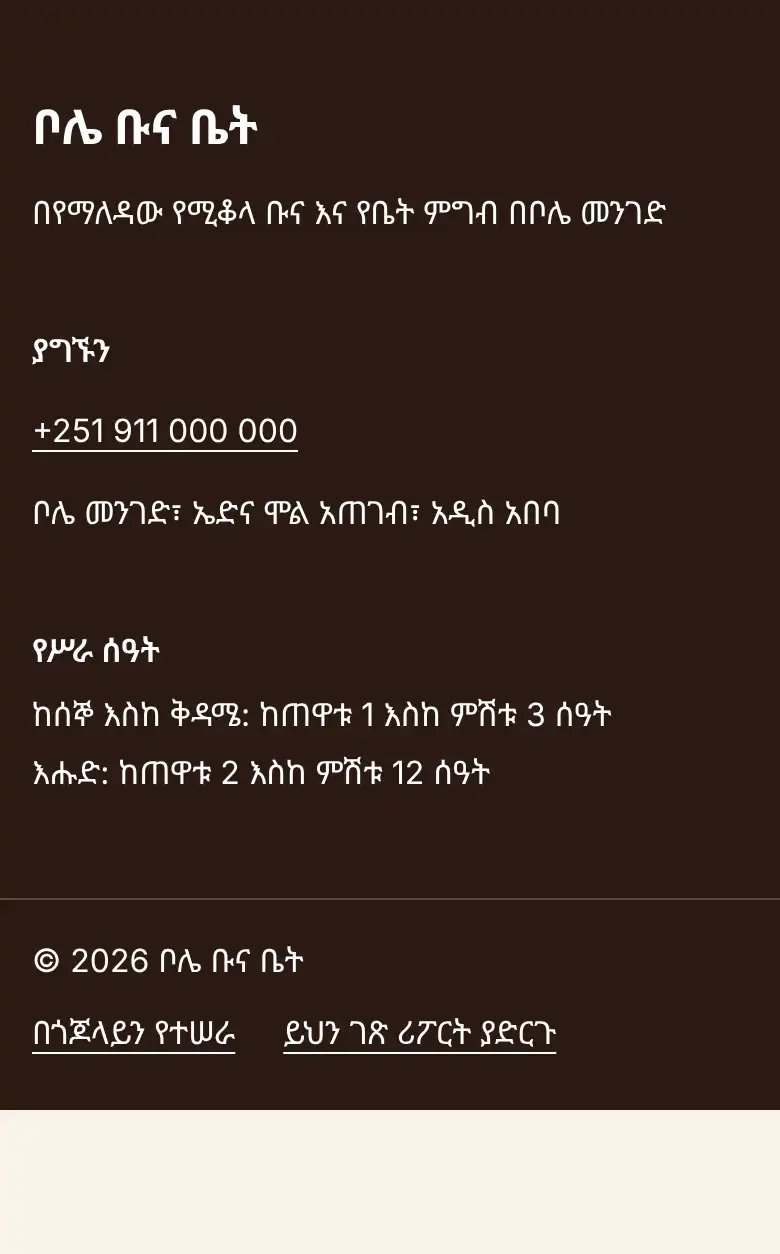 ቦሌ ቡና ቤት
በየማለዳው የሚቆላ ቡና እና የቤት ምግብ በቦሌ መንገድ
ያግኙን
+251 911 000 000
ቦሌ መንገድ፣ ኤድና ሞል አጠገብ፣ አዲስ አበባ
የሥራ ሰዓት
ከሰኞ እስከ ቅዳሜ: ከጠዋቱ 1 እስከ ምሽቱ 3 ሰዓት
እሑድ: ከጠዋቱ 2 እስከ ምሽቱ 12 ሰዓት
© 2026 ቦሌ ቡና ቤት
በጎጆላይን የተሠራ ይህን ገጽ ሪፖርት ያድርጉ